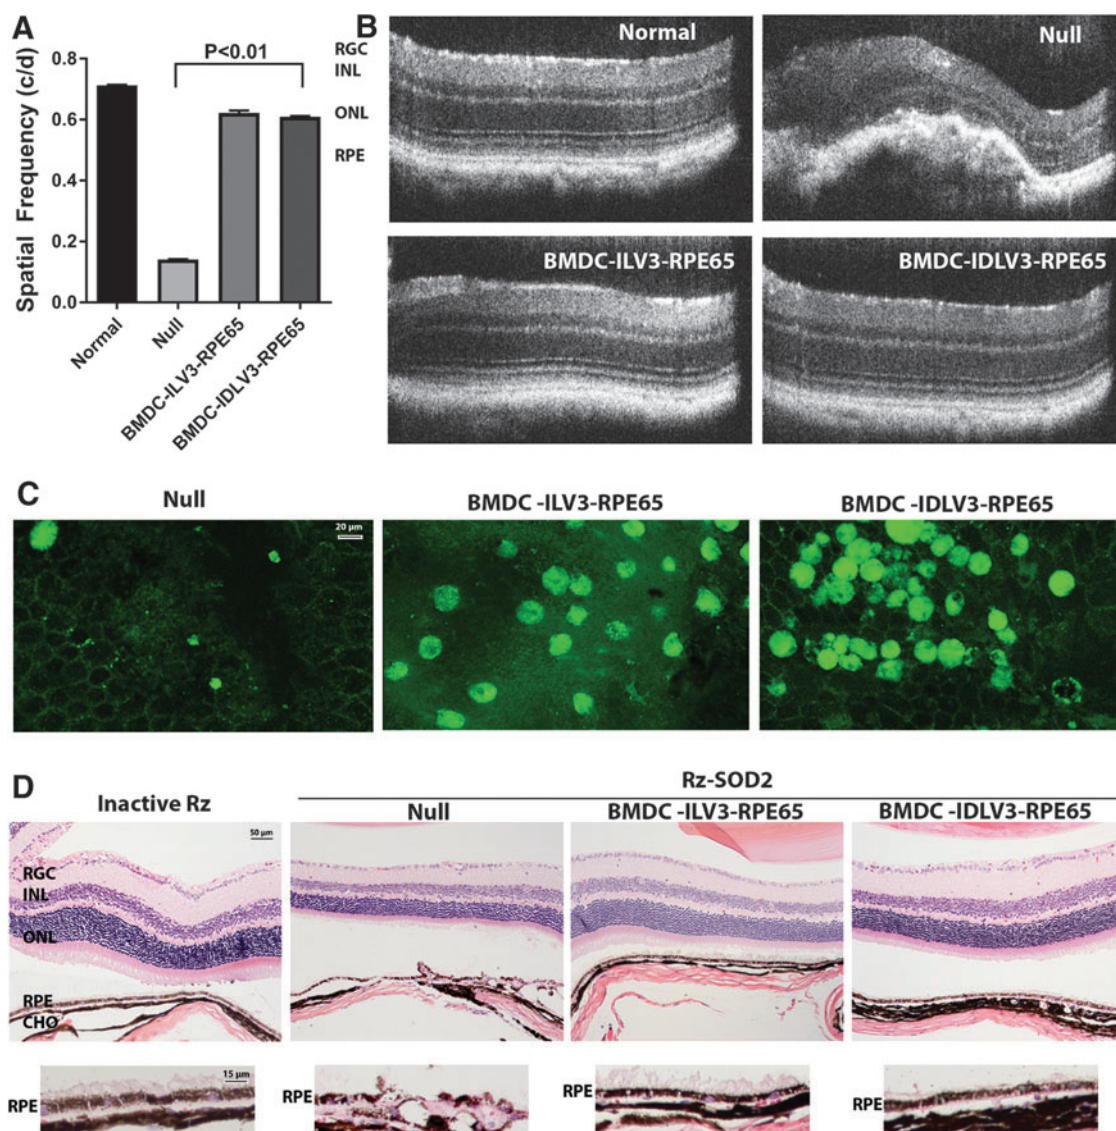 A
P<0.01
Spatial Frequency (c/d)
0.8
0.6
0.4
0.2
0.0
Normal
Null
BMDC-ILV3-RPE65
BMDC-IDLV3-RPE65
RGC
INL
ONL
RPE
B
Normal
Null
BMDC-ILV3-RPE65
BMDC-IDLV3-RPE65
C
Null
BMDC -ILV3-RPE65
BMDC -IDLV3-RPE65
20 µm
D
Rz-SOD2
Inactive Rz
Null
BMDC -ILV3-RPE65
BMDC -IDLV3-RPE65
50 µm
RGC
INL
ONL
RPE
CHO
15 µm
RPE
RPE
RPE
RPE